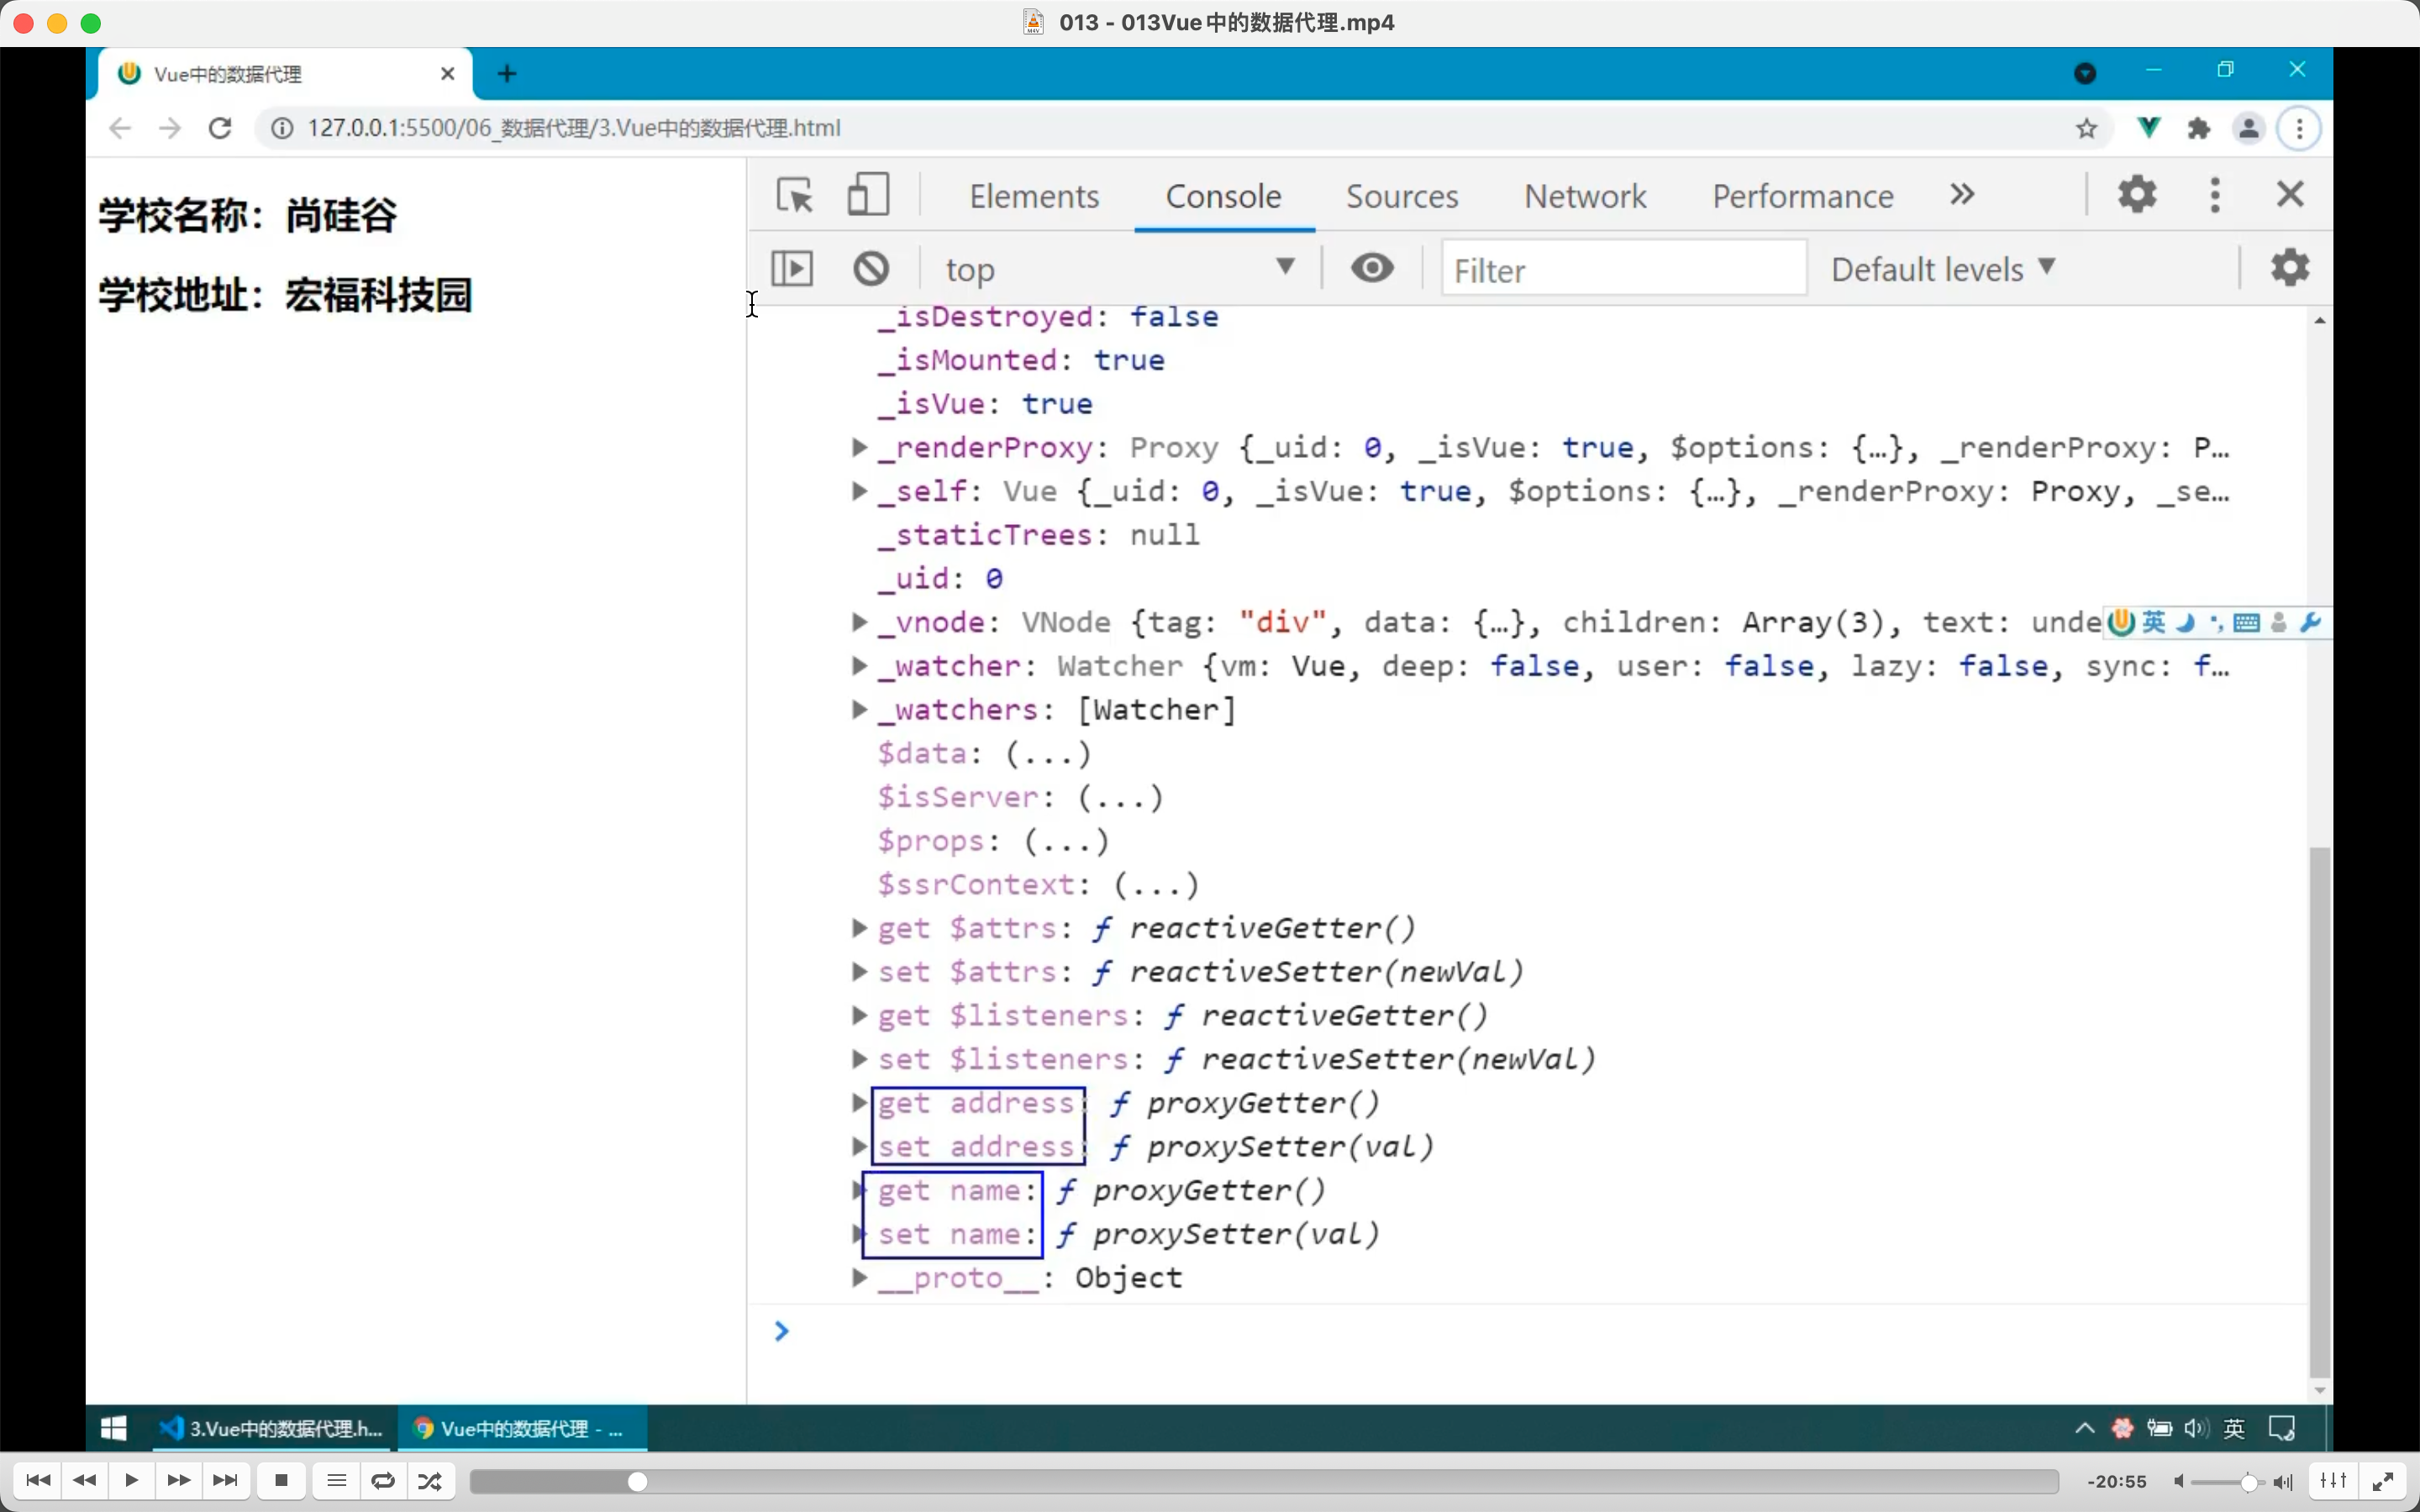 013 - 013Vue中的数据代理.mp4
Vue中的数据代理
127.0.0.1:5500/06_数据代理/3.Vue中的数据代理.html
学校名称：尚硅谷
学校地址：宏福科技园
Elements Console Sources Network Performance
top Filter Default levels
_isDestroyed: false
_isMounted: true
_isVue: true
_renderProxy: Proxy {_uid: 0, _isVue: true, $options: {…}, _renderProxy: P…
_self: Vue {_uid: 0, _isVue: true, $options: {…}, _renderProxy: Proxy, _se…
_staticTrees: null
_uid: 0
_vnode: VNode {tag: "div", data: {…}, children: Array(3), text: unde
英
_watcher: Watcher {vm: Vue, deep: false, user: false, lazy: false, sync: f…
_watchers: [Watcher]
$data: (...)
$isServer: (...)
$props: (...)
$ssrContext: (...)
get $attrs: ƒ reactiveGetter()
set $attrs: ƒ reactiveSetter(newVal)
get $listeners: ƒ reactiveGetter()
set $listeners: ƒ reactiveSetter(newVal)
get address: ƒ proxyGetter()
set address: ƒ proxySetter(val)
get name: ƒ proxyGetter()
set name: ƒ proxySetter(val)
__proto__: Object
3.Vue中的数据代理.h... Vue中的数据代理 - ... 英
-20:55